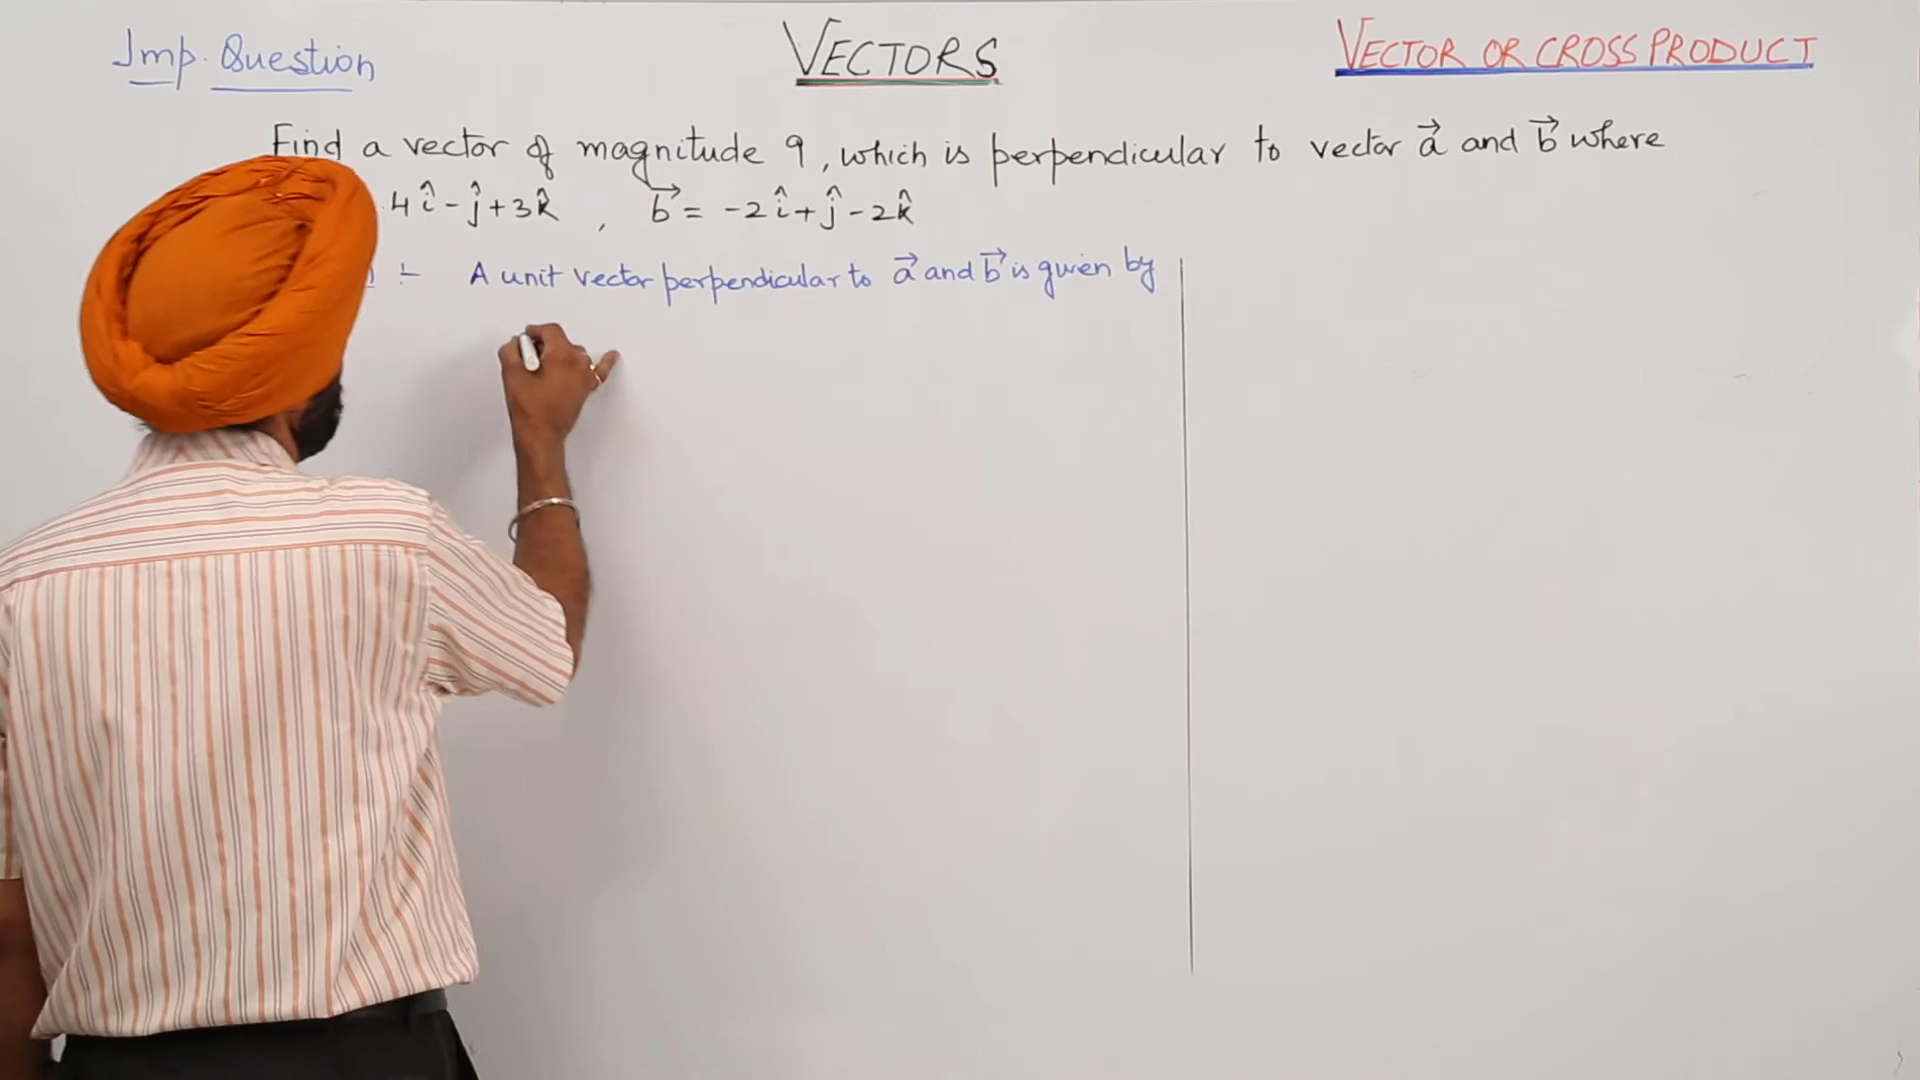 Imp. Question
VECTORS
VECTOR OR CROSS PRODUCT
Find a vector of magnitude 9, which is perpendicular to vector a⃗ and b⃗ where
4î - ĵ + 3k̂ , b⃗ = -2î + ĵ - 2k̂
:- A unit vector perpendicular to a⃗ and b⃗ is given by